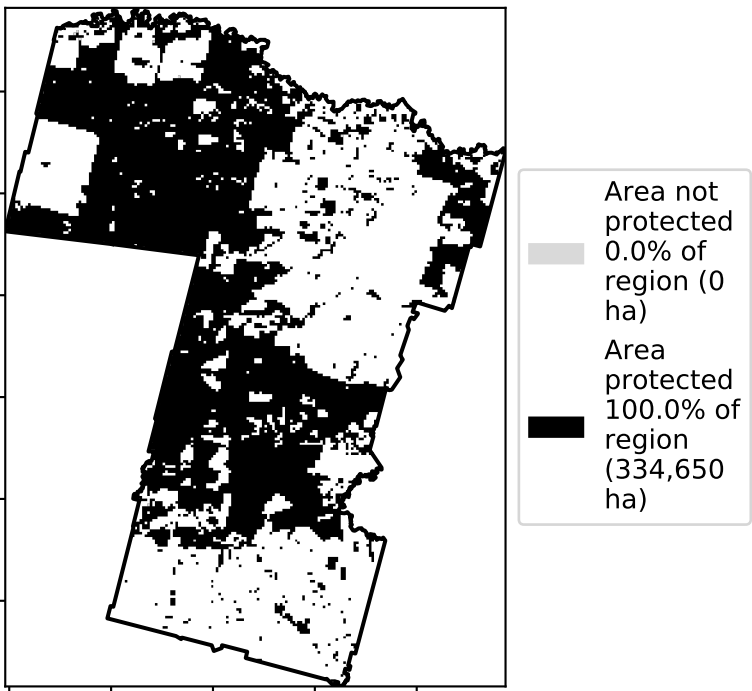 Area not
protected
0.0% of
region (0
ha)
Area
protected
100.0% of
region
(334,650
ha)